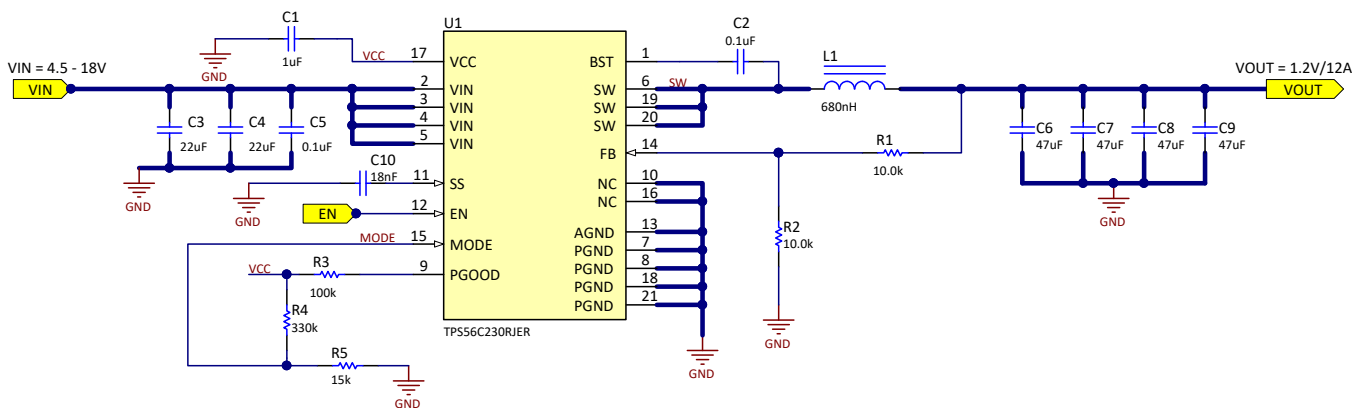 U1
C1
1uF
GND
VCC
17
VCC
BST
1
C2
0.1uF
L1
680nH
VIN = 4.5 - 18V
VIN
2
VIN
3
VIN
4
VIN
5
VIN
SW
6
SW
SW
19
SW
20
VOUT = 1.2V/12A
VOUT
C3
22uF
C4
22uF
C5
0.1uF
GND
C6
47uF
C7
47uF
C8
47uF
C9
47uF
GND
FB
14
R1
10.0k
C10
18nF
GND
11
SS
NC
10
NC
16
EN
12
EN
AGND
13
R2
10.0k
GND
MODE
15
MODE
PGND
7
PGND
8
PGND
18
PGND
21
GND
VCC
R3
100k
9
PGOOD
R4
330k
R5
15k
GND
TPS56C230RJER